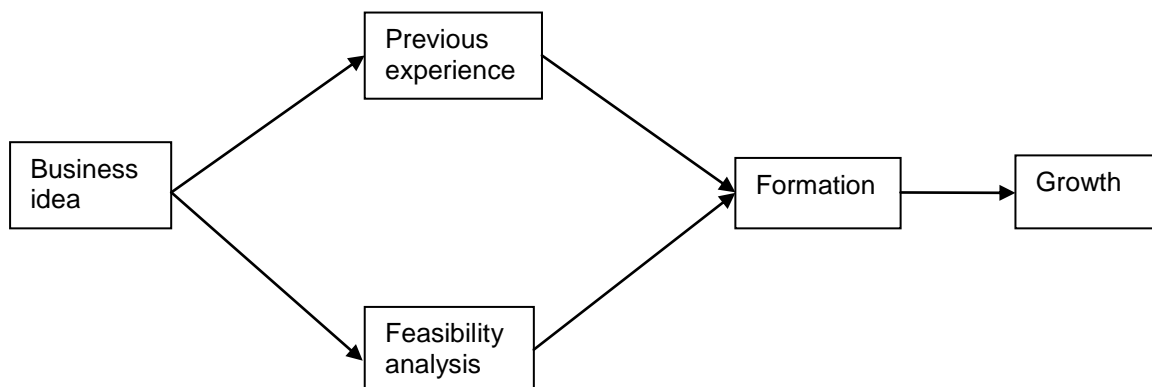 Previous
experience
Business
idea
Formation
Growth
Feasibility
analysis